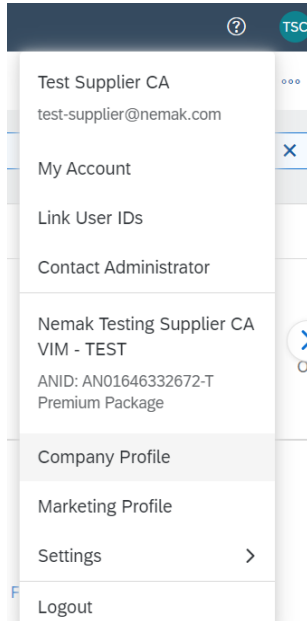 TSC
Test Supplier CA
test-supplier@nemak.com
My Account
Link User IDs
Contact Administrator
Nemak Testing Supplier CA
VIM - TEST
ANID: AN01646332672-T
Premium Package
Company Profile
Marketing Profile
Settings
Logout